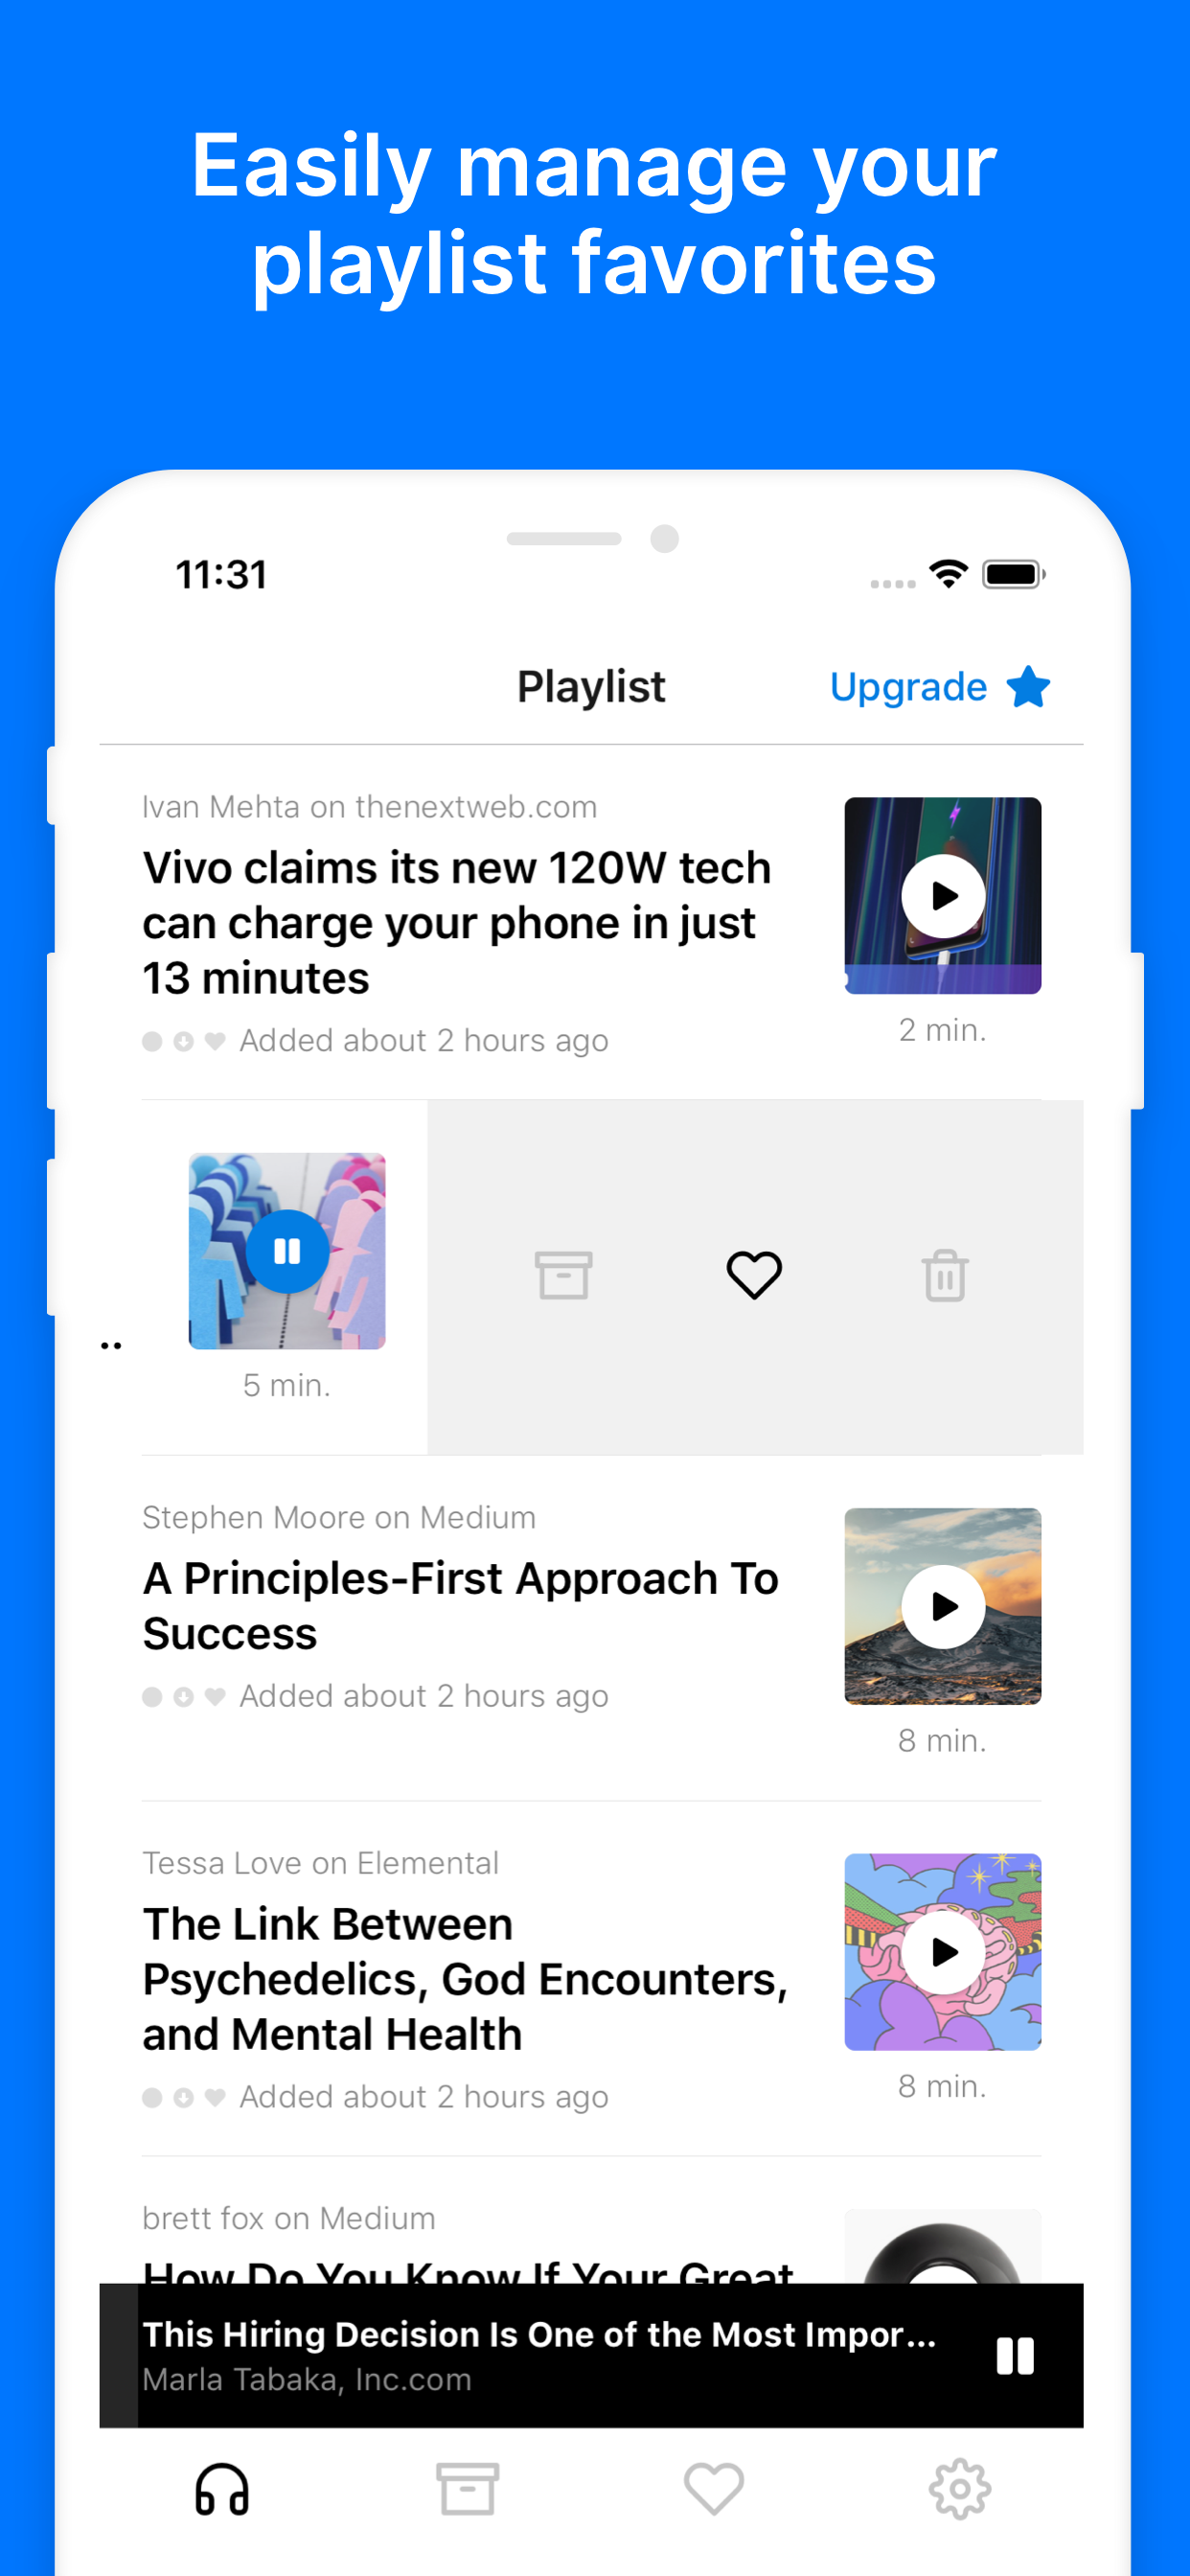 Easily manage your
playlist favorites
11:31
Playlist
Upgrade
Ivan Mehta on thenextweb.com
Vivo claims its new 120W tech
can charge your phone in just
13 minutes
Added about 2 hours ago
2 min.
..
5 min.
Stephen Moore on Medium
A Principles-First Approach To
Success
Added about 2 hours ago
8 min.
Tessa Love on Elemental
The Link Between
Psychedelics, God Encounters,
and Mental Health
Added about 2 hours ago
8 min.
brett fox on Medium
How Do You Know If Your Great
This Hiring Decision Is One of the Most Impor...
Marla Tabaka, Inc.com